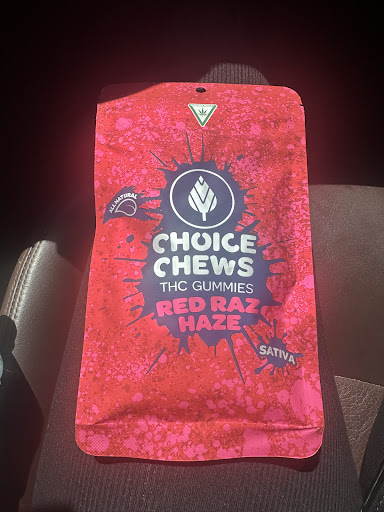 ALL NATURAL
CHOICE
CHEWS
THC GUMMIES
RED RAZ
HAZE
SATIVA